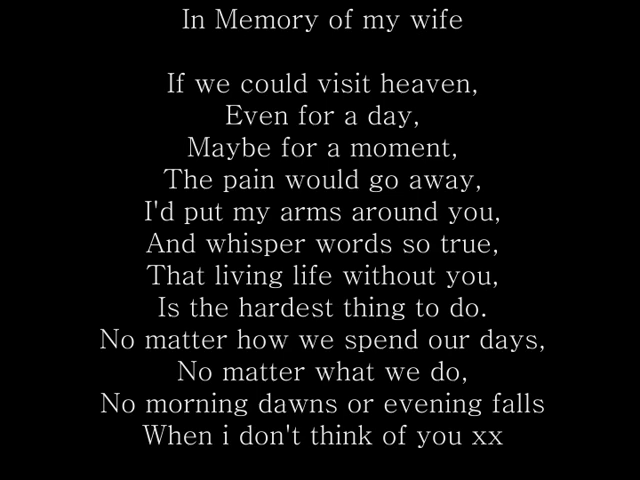 In Memory of my wife
If we could visit heaven,
Even for a day,
Maybe for a moment,
The pain would go away,
I'd put my arms around you,
And whisper words so true,
That living life without you,
Is the hardest thing to do.
No matter how we spend our days,
No matter what we do,
No morning dawns or evening falls
When i don't think of you xx